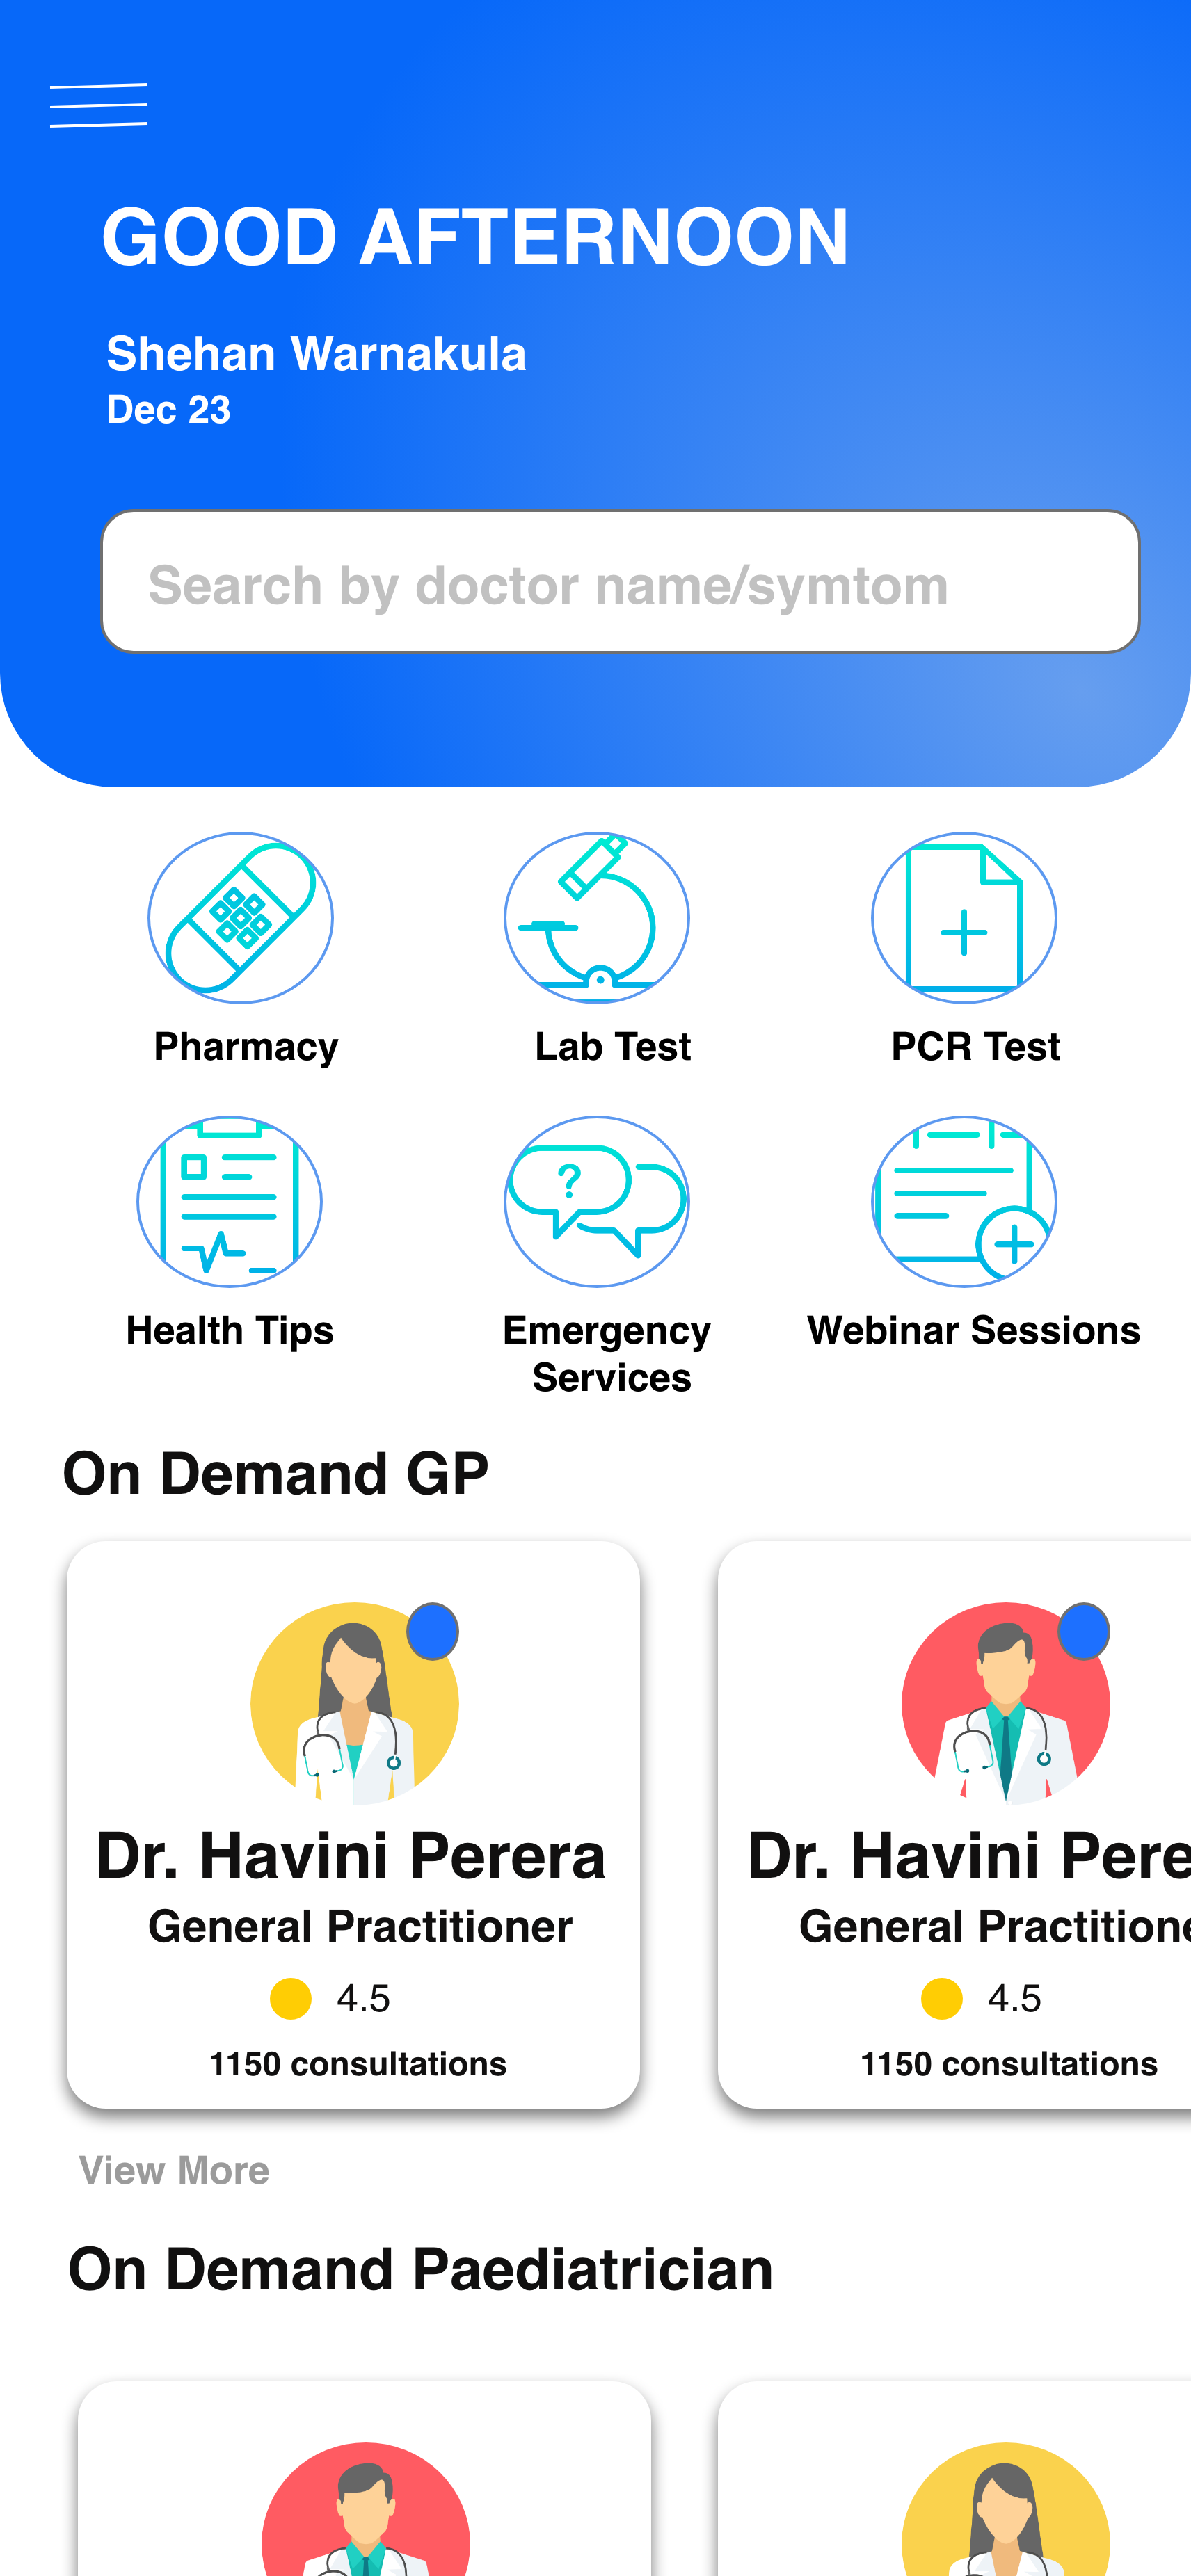 GOOD AFTERNOON
Shehan Warnakula
Dec 23
Search by doctor name/symtom
Pharmacy
Lab Test
PCR Test
Health Tips
Emergency
Services
Webinar Sessions
On Demand GP
Dr. Havini Perera
General Practitioner
4.5
1150 consultations
Dr. Havini Pere
General Practitione
4.5
1150 consultations
View More
On Demand Paediatrician